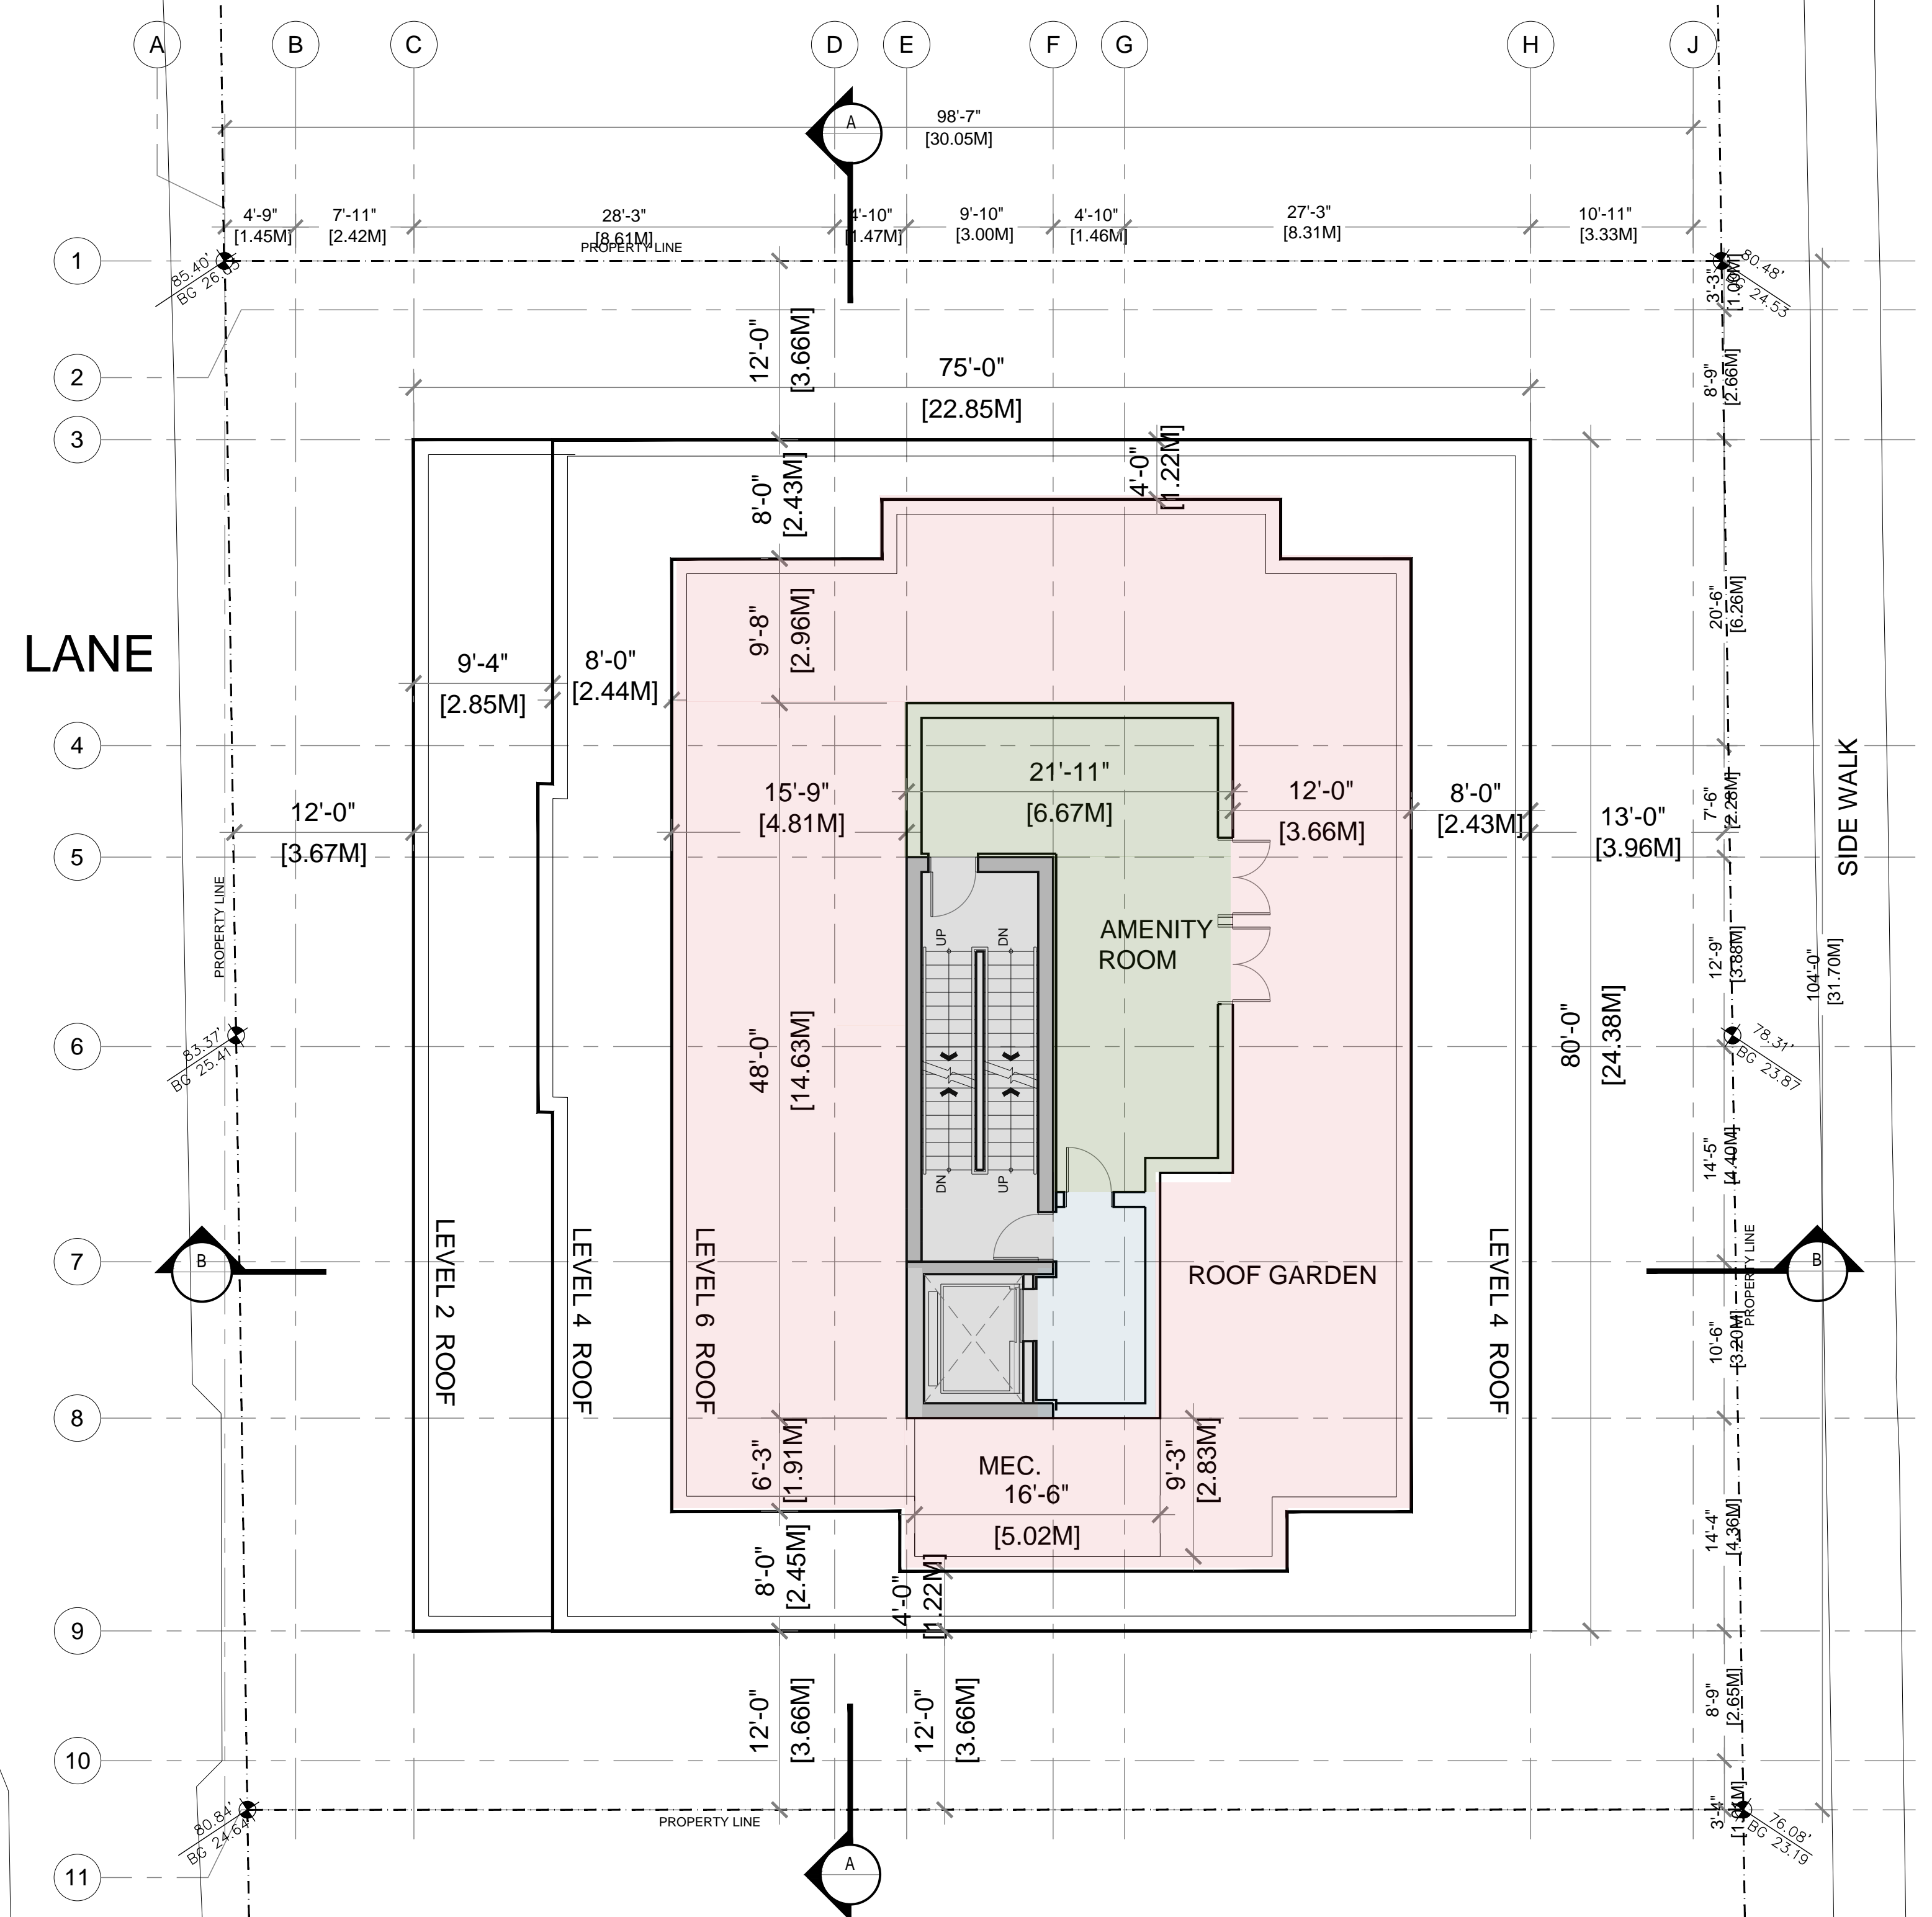 A B C D E F G H J
A
98'-7"
[30.05M]
4'-9" 7'-11" 28'-3" 4'-10" 9'-10" 4'-10" 27'-3" 10'-11"
[1.45M] [2.42M] [8.61M] [1.47M] [3.00M] [1.46M] [8.31M] [3.33M]
PROPERTY LINE
1
85.40'
80.48'
BG 24.53
3'-3"
2
12'-0"
[3.66M]
75'-0"
[22.85M]
8'-9"
[2.66M]
3
8'-0"
[2.43M]
4'-0"
[1.22M]
LANE
9'-8"
[2.96M]
20'-6"
[6.26M]
9'-4"
[2.85M]
8'-0"
[2.44M]
4
SIDE WALK
12'-0"
[3.67M]
15'-9"
[4.81M]
21'-11"
[6.67M]
12'-0"
[3.66M]
8'-0"
[2.43M]
13'-0"
[3.96M]
7'-6"
[2.28M]
5
PROPERTY LINE
UP DN
AMENITY
ROOM
12'-9"
[3.88M]
104'-0"
[31.70M]
6
83.37'
BG 25.41
48'-0"
[14.63M]
80'-0"
[24.38M]
78.31'
BG 23.87
DN UP
14'-5"
[4.40M]
7
B
LEVEL 2 ROOF
LEVEL 4 ROOF
LEVEL 6 ROOF
ROOF GARDEN
LEVEL 4 ROOF
PROPERTY LINE
B
10'-6"
[3.20M]
8
6'-3"
[1.91M]
MEC.
16'-6"
[5.02M]
9'-3"
[2.83M]
14'-4"
[4.36M]
8'-0"
[2.45M]
4'-0"
[1.22M]
9
12'-0"
[3.66M]
12'-0"
[3.66M]
8'-9"
[2.65M]
10
PROPERTY LINE
80.84'
BG 24.64
3'-4"
76.08'
BG 23.19
A
11